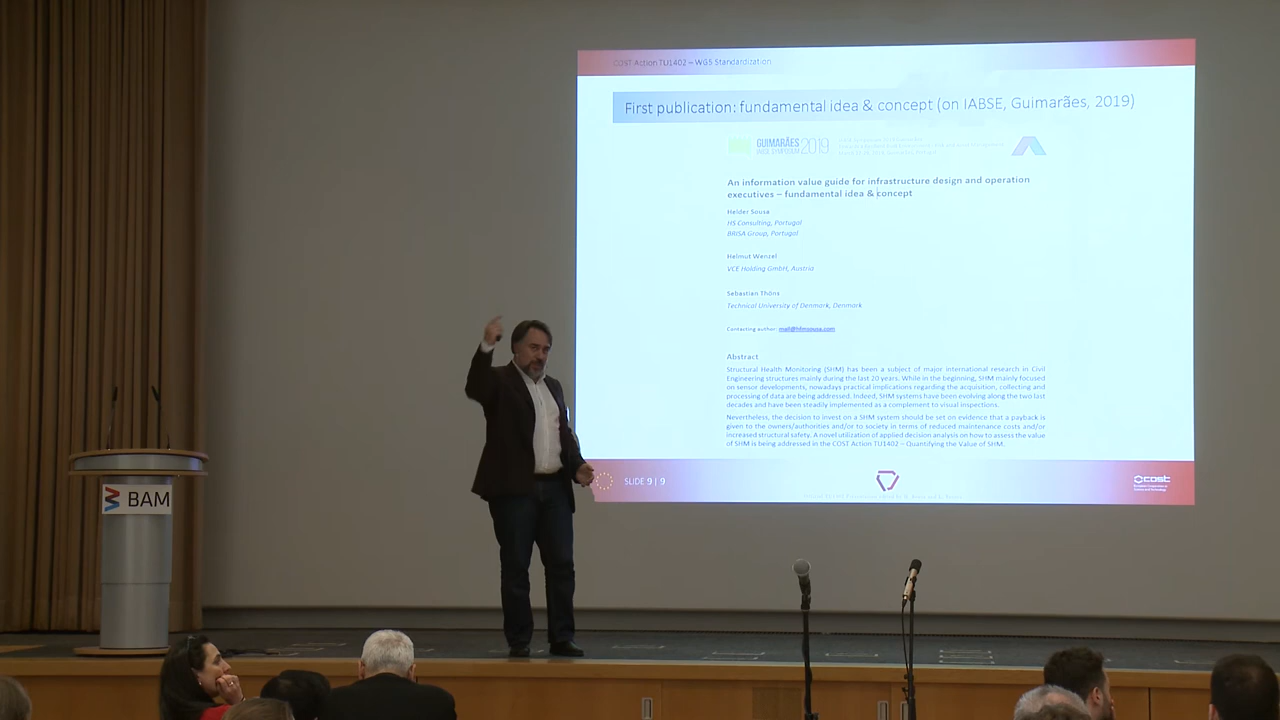 COST Action TU1402 – WG5 Standardization
First publication: fundamental idea & concept (on IABSE, Guimarães, 2019)
GUIMARÃES 2019
IABSE SYMPOSIUM
An information value guide for infrastructure design and operation
executives – fundamental idea & concept
Helder Sousa
HS Consulting, Portugal
BRISA Group, Portugal
Helmut Wenzel
VCE Holding GmbH, Austria
Sebastian Thöns
Technical University of Denmark, Denmark
Contacting author: mail@hfmsousa.com
Abstract
Structural Health Monitoring (SHM) has been a subject of major international research in Civil
Engineering structures mainly during the last 20 years. While in the beginning, SHM mainly focused
on sensor developments, nowadays practical implications regarding the acquisition, collecting and
processing of data are being addressed. Indeed, SHM systems have been evolving along the two last
decades and have been steadily implemented as a complement to visual inspections.
Nevertheless, the decision to invest on a SHM system should be set on evidence that a payback is
given to the owners/authorities and/or to society in terms of reduced maintenance costs and/or
increased structural safety. A novel utilization of applied decision analysis on how to assess the value
of SHM is being addressed in the COST Action TU1402 – Quantifying the Value of SHM.
SLIDE 9 | 9
cost
BAM